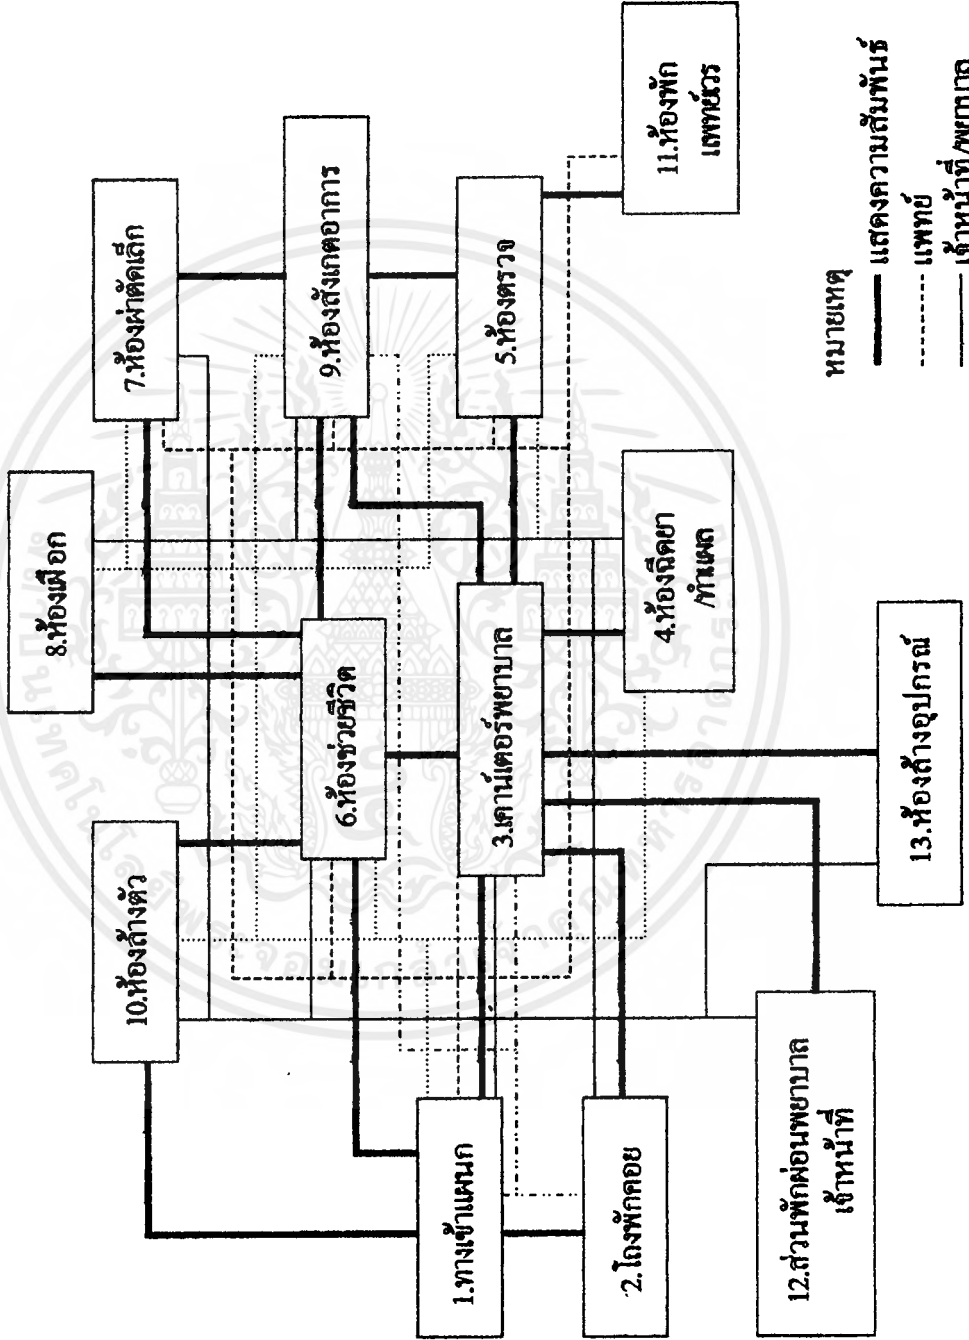 8.ห้องเฝือก
10.ห้องล้างตัว
7.ห้องผ่าตัดเล็ก
6.ห้องช่วยชีวิต
9.ห้องสังเกตอาการ
1.ทางเข้าแผนก
3.เคาน์เตอร์พยาบาล
5.ห้องตรวจ
2.โถงพักคอย
4.ห้องฉีดยา
/ทำแผล
11.ห้องพัก
แพทย์เวร
12.ส่วนพักผ่อนพยาบาล
เจ้าหน้าที่
13.ห้องล้างอุปกรณ์
หมายเหตุ
แสดงความสัมพันธ์
แพทย์
เจ้าหน้าที่/พยาบาล